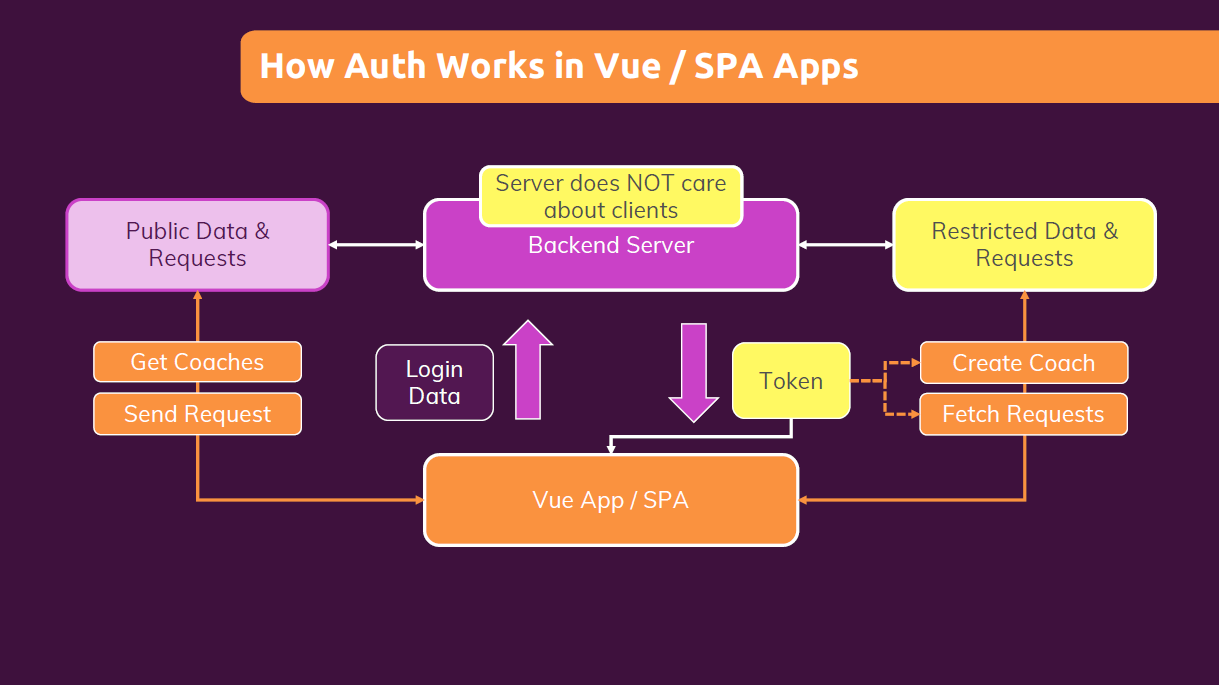 How Auth Works in Vue / SPA Apps
Server does NOT care
about clients
Public Data &
Requests
Backend Server
Restricted Data &
Requests
Get Coaches
Send Request
Login
Data
Token
Create Coach
Fetch Requests
Vue App / SPA